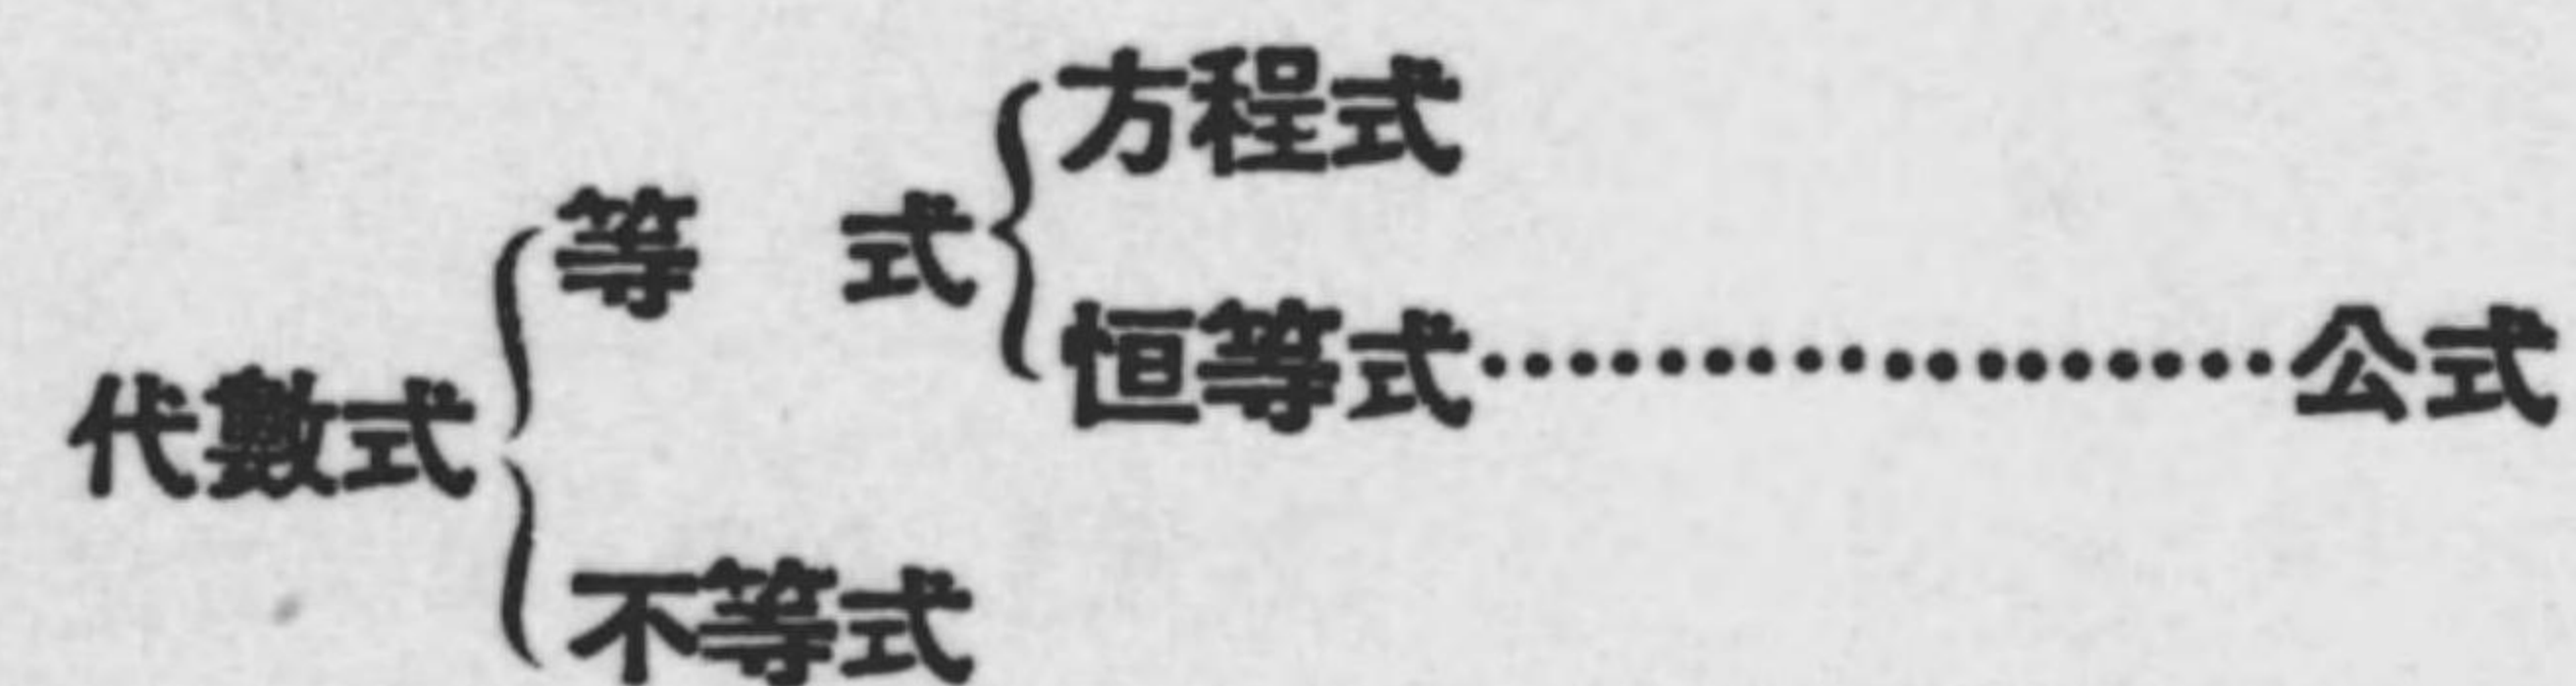 方程式
等 式
恒等式………………公式
代數式
不等式